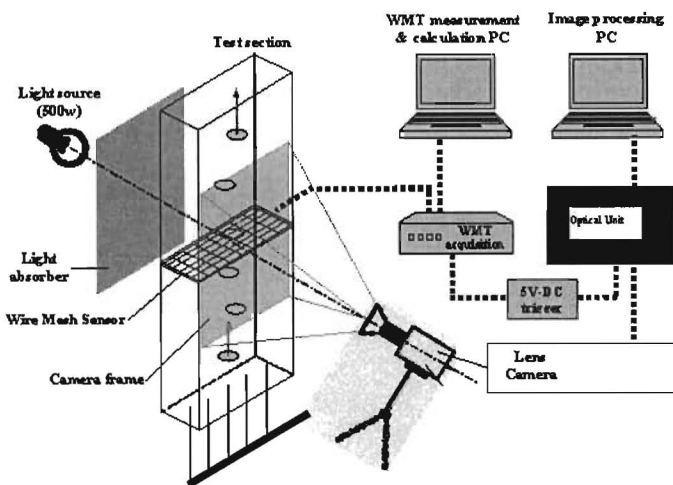 Test section
WMT measurement
& calculation PC
Image processing
PC
Light source
(500w)
Optical Unit
WMT
acquisition
Light
absorber
5V-DC
trigger
Wire Mesh Sensor
Lens
Camera
Camera frame